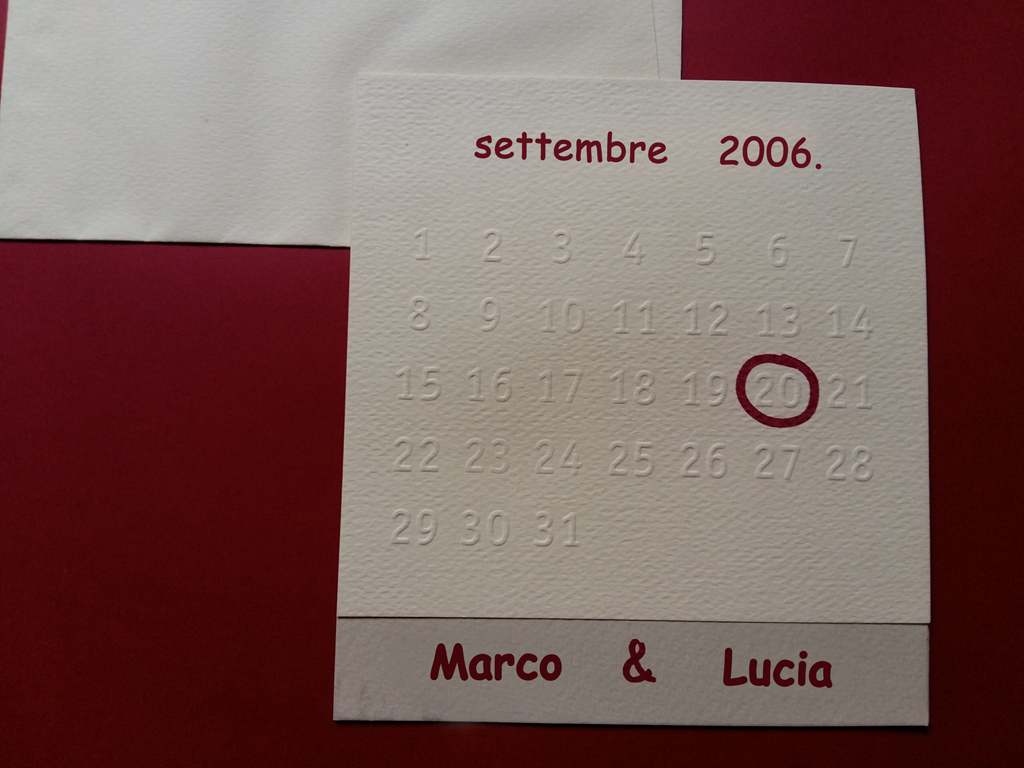 settembre 2006.
1 2 3 4 5 6 7
8 9 10 11 12 13 14
15 16 17 18 19 20 21
22 23 24 25 26 27 28
29 30 31
Marco & Lucia